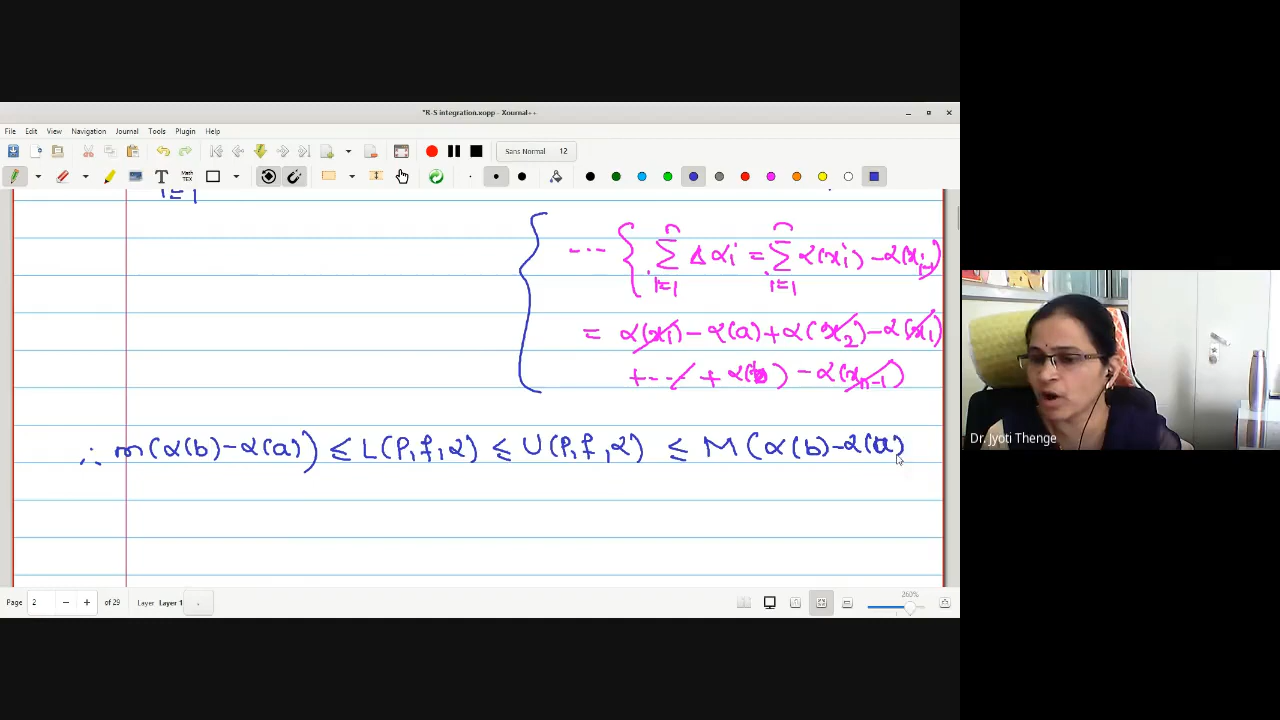 *R-S integration.xopp - Xournal++
File Edit View Navigation Journal Tools Plugin Help
Sans Normal 12
i=1
... { n∑i=1 Δαi = n∑i=1 α(xi) - α(xi-1)
= α(x1) - α(a) + α(x2) - α(x1)
+ ... + α(b) - α(xn-1)
∴ m(α(b)-α(a)) ≤ L(P,f,α) ≤ U(P,f,α) ≤ M(α(b)-α(a)
Dr. Jyoti Thenge
Page 2 of 29 Layer Layer 1